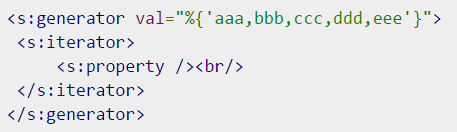 <s:generator val="%{'aaa,bbb,ccc,ddd,eee'}">
<s:iterator>
<s:property /><br/>
</s:iterator>
</s:generator>